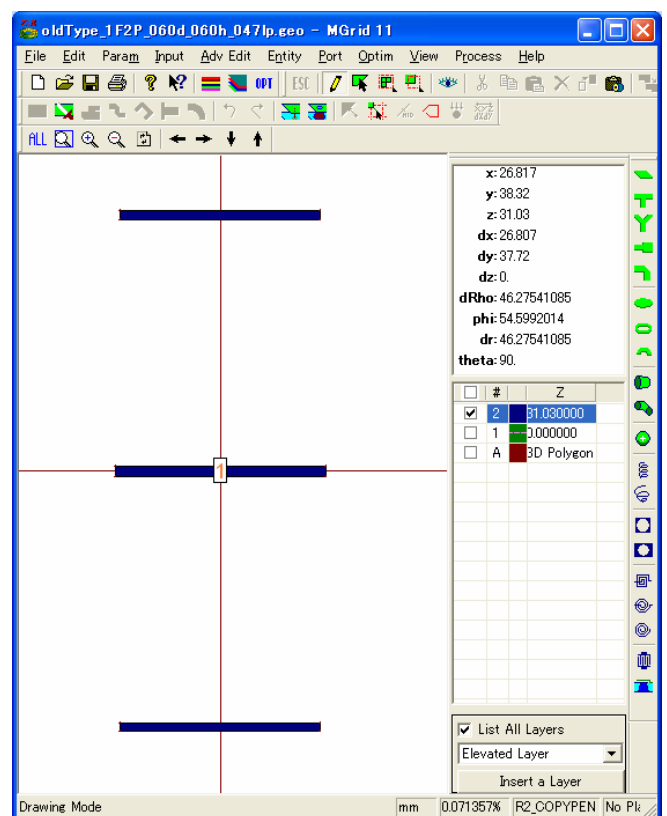 oldType_1F2P_060d_060h_047lp.geo - MGrid 11
File Edit Param Input Adv Edit Entity Port Optim View Process Help
OPT ESC
MID dxdy
ALL
x: 26.817
y: 38.32
z: 31.03
dx: 26.807
dy: 37.72
dz: 0.
dRho: 46.27541085
phi: 54.5992014
dr: 46.27541085
theta: 90.
# Z
2 31.030000
1 0.000000
A 3D Polygon
1
List All Layers
Elevated Layer
Insert a Layer
Drawing Mode mm 0.071357% R2_COPYPEN No Pl